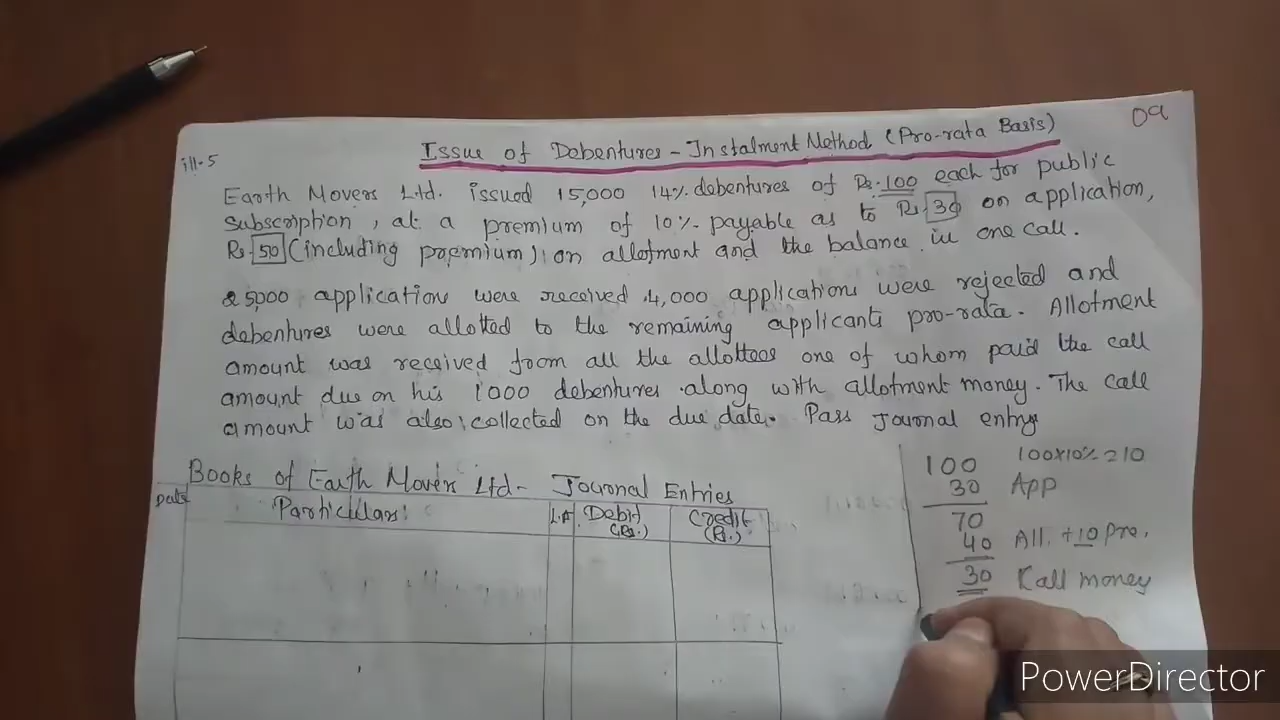 09
Issue of Debentures - Instalment Method (Pro-rata Basis)
ill.5
Earth Movers Ltd. issued 15,000 14% debentures of Rs.100 each for public
subscription, at a premium of 10% payable as to Rs.30 on application,
Rs.50 (including premium) on allotment and the balance in one call.
25,000 application were received 4,000 applications were rejected and
debentures were allotted to the remaining applicants pro-rata. Allotment
amount was received from all the allottees one of whom paid the call
amount due on his 1000 debentures along with allotment money. The call
amount was also collected on the due date. Pass Journal entry
Books of Earth Movers Ltd - Journal Entries
Date Particulars: L.F Debit (Rs.) Credit (Rs.)
100 100x10%=10
30 App
70
40 All. +10 pre.
30 Call money
PowerDirector